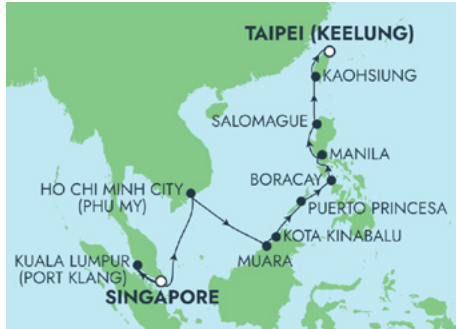 TAIPEI (KEELUNG)
KAOHSIUNG
SALOMAGUE
MANILA
BORACAY
PUERTO PRINCESA
HO CHI MINH CITY
(PHU MY)
KOTA KINABALU
MUARA
KUALA LUMPUR
(PORT KLANG)
SINGAPORE